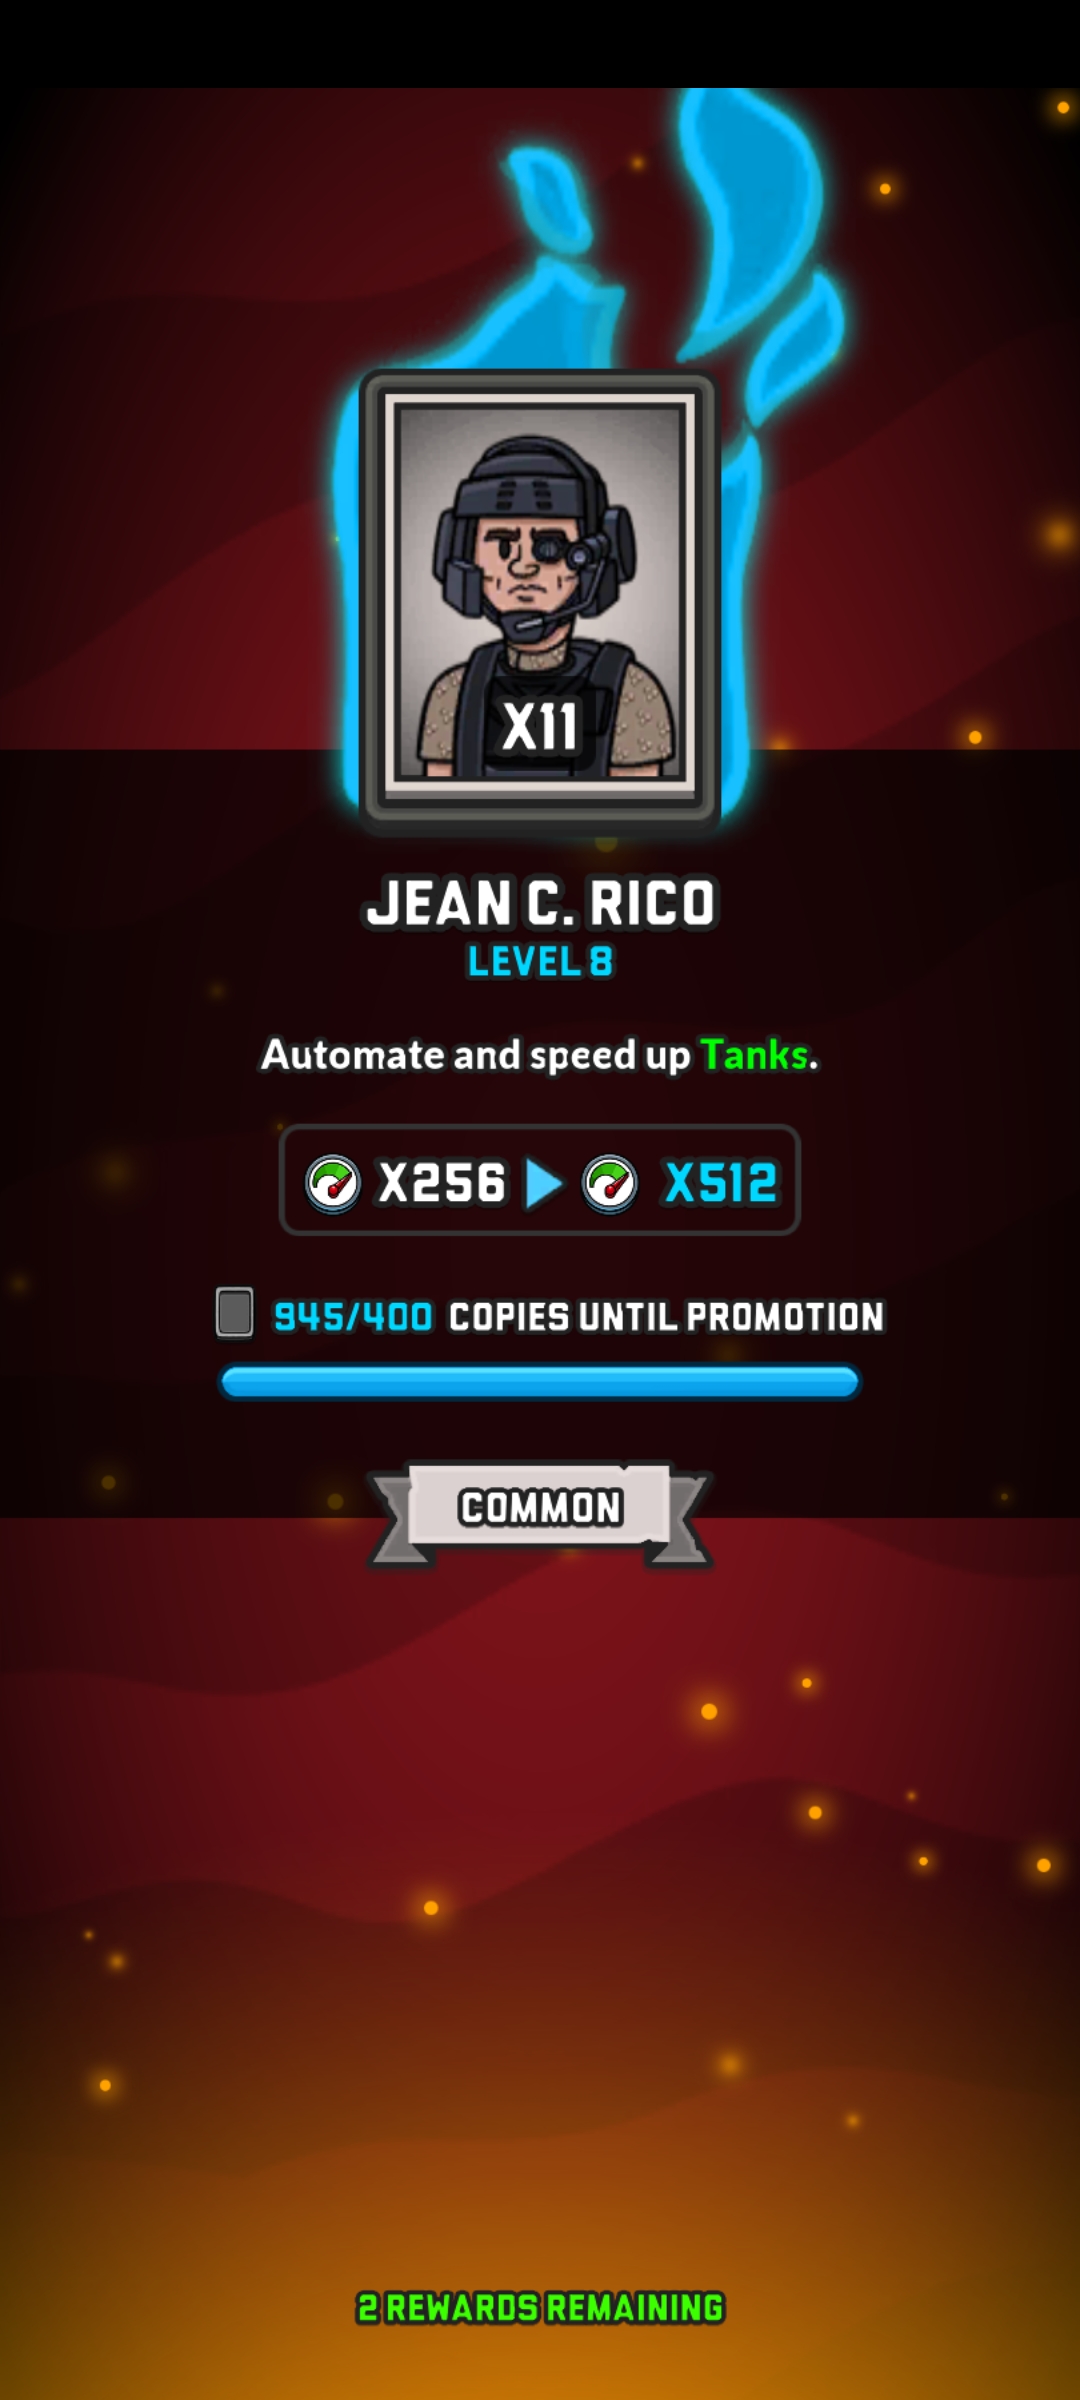 X11
JEAN C. RICO
LEVEL 8
Automate and speed up Tanks.
X256 X512
945/400 COPIES UNTIL PROMOTION
COMMON
2 REWARDS REMAINING